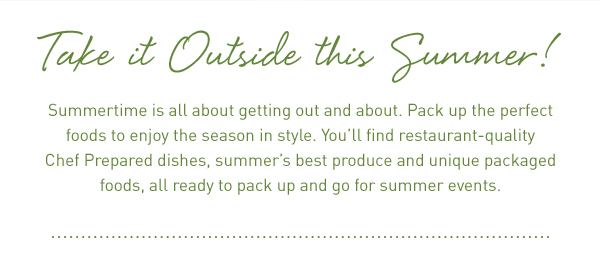 Take it Outside this Summer!
Summertime is all about getting out and about. Pack up the perfect
foods to enjoy the season in style. You’ll find restaurant-quality
Chef Prepared dishes, summer’s best produce and unique packaged
foods, all ready to pack up and go for summer events.